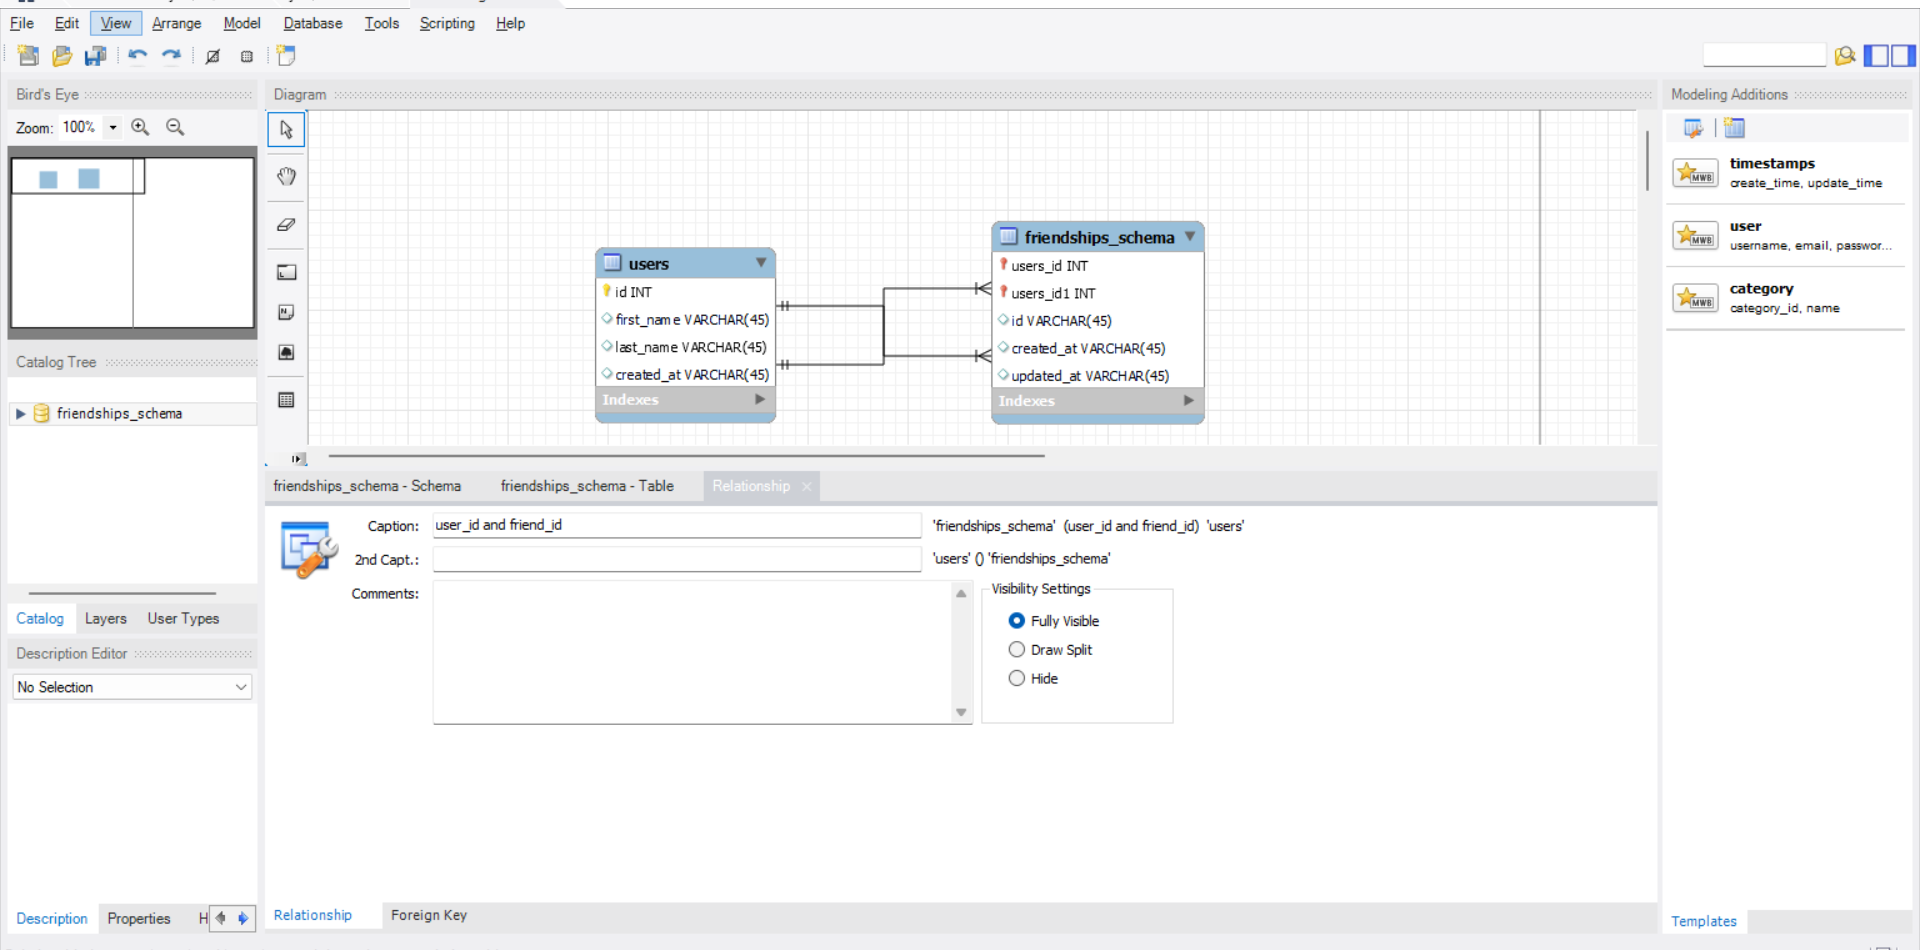 File Edit View Arrange Model Database Tools Scripting Help
Bird's Eye
Zoom: 100%
Catalog Tree
friendships_schema
Catalog Layers User Types
Description Editor
No Selection
Description Properties H
Diagram
users
id INT
first_name VARCHAR(45)
last_name VARCHAR(45)
created_at VARCHAR(45)
Indexes
friendships_schema
users_id INT
users_id1 INT
id VARCHAR(45)
created_at VARCHAR(45)
updated_at VARCHAR(45)
Indexes
friendships_schema - Schema friendships_schema - Table Relationship
Caption: user_id and friend_id 'friendships_schema' (user_id and friend_id) 'users'
2nd Capt.: 'users' () 'friendships_schema'
Comments:
Visibility Settings
Fully Visible
Draw Split
Hide
Relationship Foreign Key
Modeling Additions
MWB
timestamps
create_time, update_time
MWB
user
username, email, passwor...
MWB
category
category_id, name
Templates